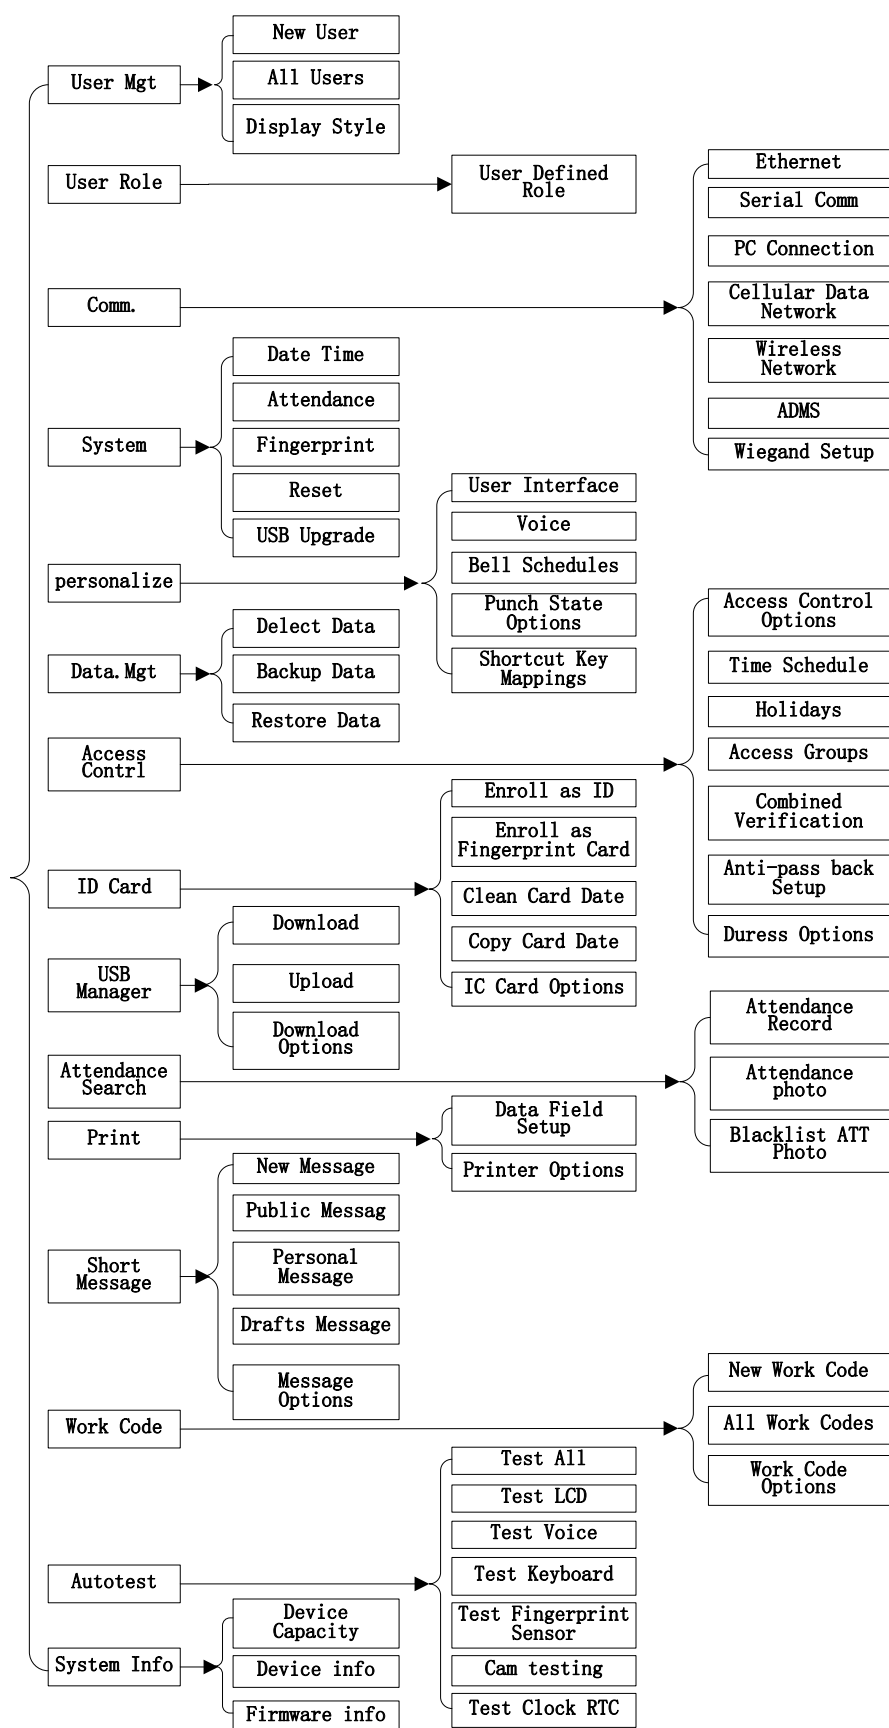 User Mgt
New User
All Users
Display Style
User Role
User Defined
Role
Comm.
Ethernet
Serial Comm
PC Connection
Cellular Data
Network
Wireless
Network
ADMS
Wiegand Setup
System
Date Time
Attendance
Fingerprint
Reset
USB Upgrade
personalize
User Interface
Voice
Bell Schedules
Punch State
Options
Shortcut Key
Mappings
Data.Mgt
Delect Data
Backup Data
Restore Data
Access
Contrl
Access Control
Options
Time Schedule
Holidays
Access Groups
Combined
Verification
Anti-pass back
Setup
Duress Options
ID Card
Enroll as ID
Enroll as
Fingerprint Card
Clean Card Date
Copy Card Date
IC Card Options
USB
Manager
Download
Upload
Download
Options
Attendance
Search
Attendance
Record
Attendance
photo
Blacklist ATT
Photo
Print
Data Field
Setup
Printer Options
Short
Message
New Message
Public Messag
Personal
Message
Drafts Message
Message
Options
Work Code
New Work Code
All Work Codes
Work Code
Options
Autotest
Test All
Test LCD
Test Voice
Test Keyboard
Test Fingerprint
Sensor
Cam testing
Test Clock RTC
System Info
Device
Capacity
Device info
Firmware info